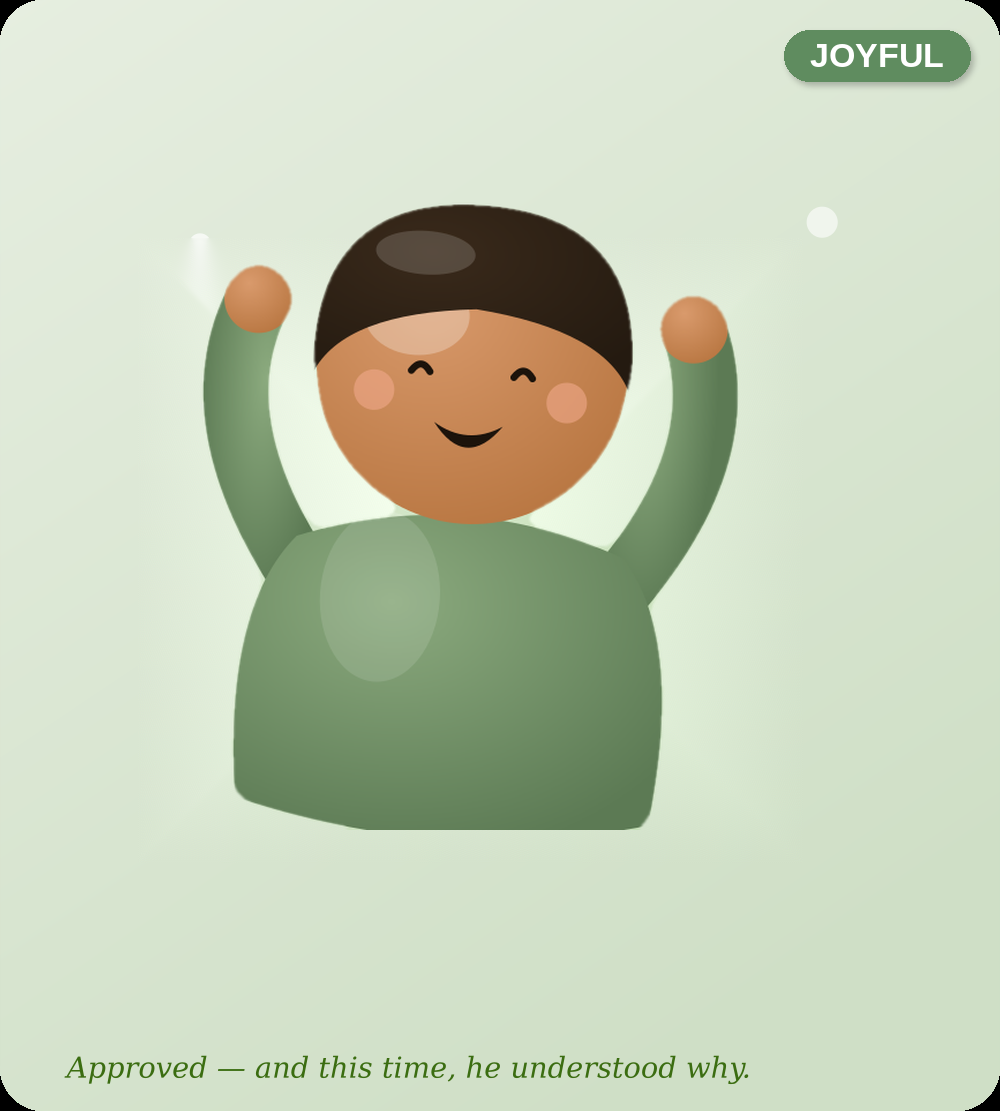 JOYFUL
Approved — and this time, he understood why.